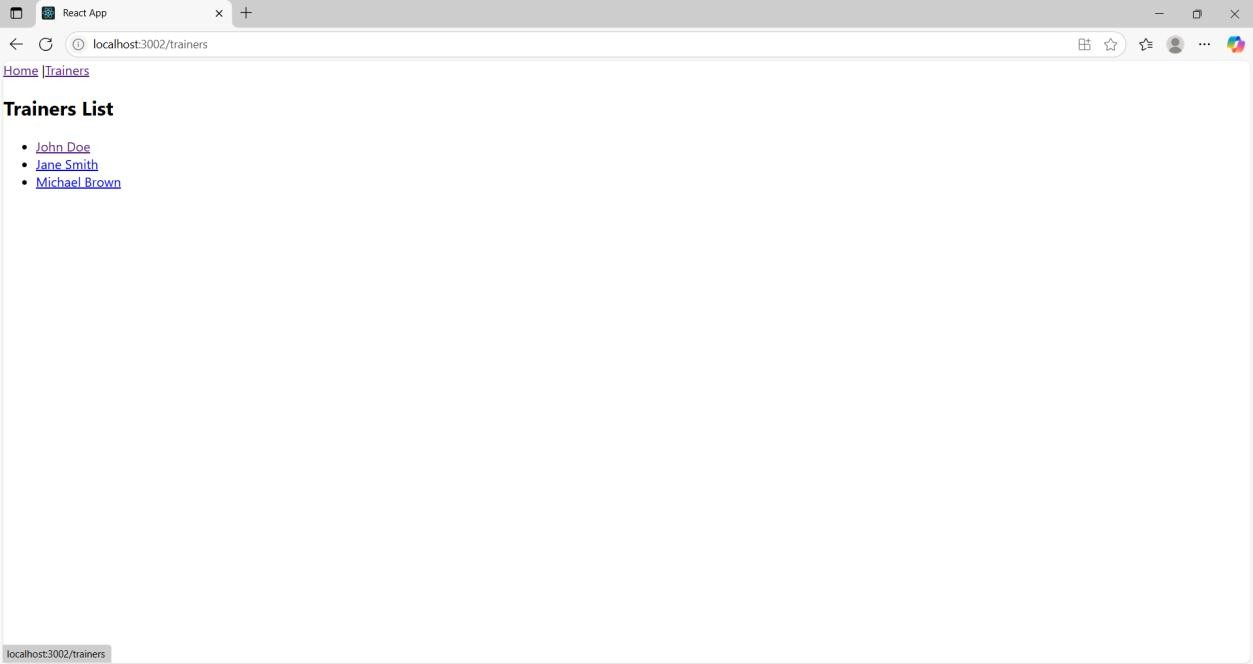 React App
localhost:3002/trainers
Home |Trainers
Trainers List
John Doe
Jane Smith
Michael Brown
localhost:3002/trainers